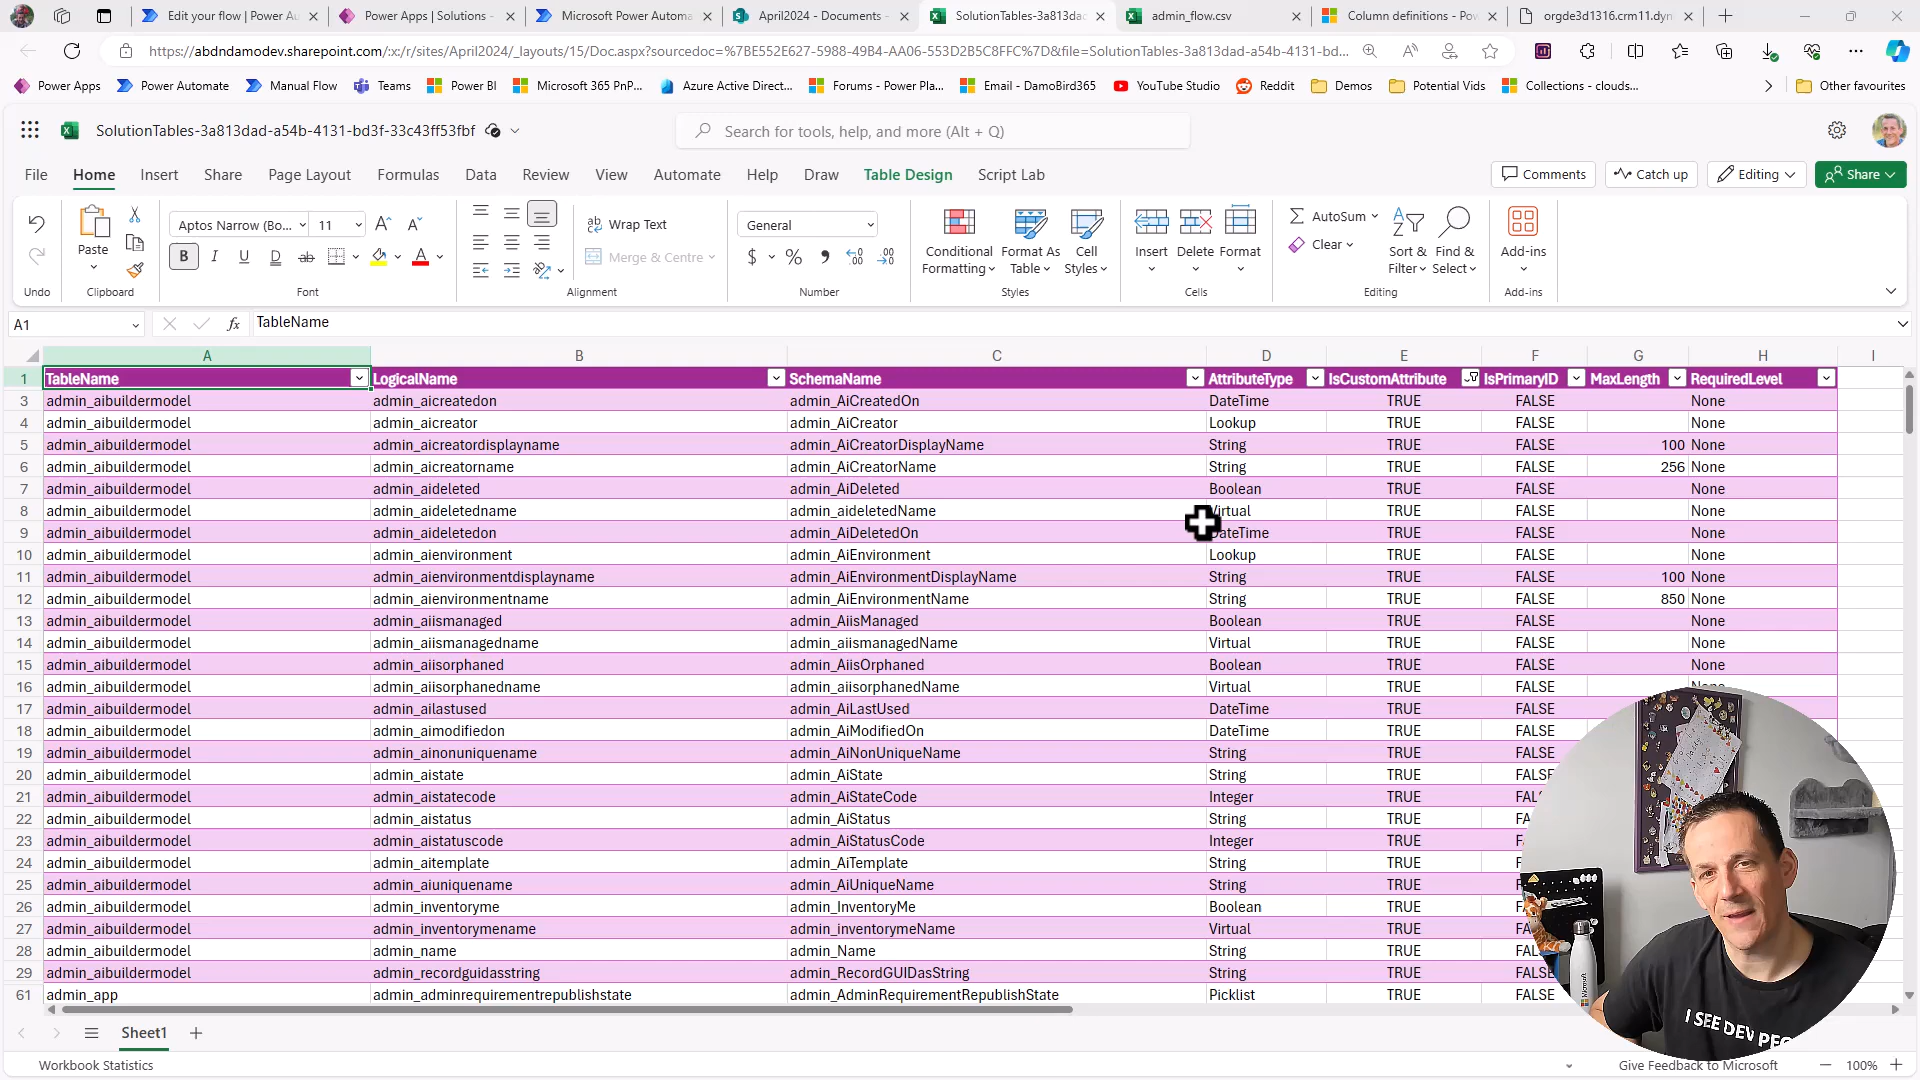 Edit your flow | Power Au
Power Apps | Solutions -
Microsoft Power Automa
April2024 - Documents -
SolutionTables-3a813dad
admin_flow.csv
Column definitions - Pow
orgde3d1316.crm11.dyn
https://abdndamodev.sharepoint.com/:x:/r/sites/April2024/_layouts/15/Doc.aspx?sourcedoc=%7BE552E627-5988-49B4-AA06-553D2B5C8FFC%7D&file=SolutionTables-3a813dad-a54b-4131-bd...
Power Apps Power Automate Manual Flow Teams Power BI Microsoft 365 PnP... Azure Active Direct... Forums - Power Pla... Email - DamoBird365 YouTube Studio Reddit Demos Potential Vids Collections - clouds... Other favourites
SolutionTables-3a813dad-a54b-4131-bd3f-33c43ff53fbf
Search for tools, help, and more (Alt + Q)
File Home Insert Share Page Layout Formulas Data Review View Automate Help Draw Table Design Script Lab Comments Catch up Editing Share
Aptos Narrow (Bo... 11 Wrap Text General AutoSum
Paste Merge & Centre Clear
Conditional Formatting Format As Table Cell Styles Insert Delete Format Sort & Filter Find & Select Add-ins
Undo Clipboard Font Alignment Number Styles Cells Editing Add-ins
A1 fx TableName
A B C D E F G H I
1 TableName LogicalName SchemaName AttributeType IsCustomAttribute IsPrimaryID MaxLength RequiredLevel
3 admin_aibuildermodel admin_aicreatedon admin_AiCreatedOn DateTime TRUE FALSE None
4 admin_aibuildermodel admin_aicreator admin_AiCreator Lookup TRUE FALSE None
5 admin_aibuildermodel admin_aicreatordisplayname admin_AiCreatorDisplayName String TRUE FALSE 100 None
6 admin_aibuildermodel admin_aicreatorname admin_AiCreatorName String TRUE FALSE 256 None
7 admin_aibuildermodel admin_aideleted admin_AiDeleted Boolean TRUE FALSE None
8 admin_aibuildermodel admin_aideletedname admin_aideletedName Virtual TRUE FALSE None
9 admin_aibuildermodel admin_aideletedon admin_AiDeletedOn DateTime TRUE FALSE None
10 admin_aibuildermodel admin_aienvironment admin_AiEnvironment Lookup TRUE FALSE None
11 admin_aibuildermodel admin_aienvironmentdisplayname admin_AiEnvironmentDisplayName String TRUE FALSE 100 None
12 admin_aibuildermodel admin_aienvironmentname admin_AiEnvironmentName String TRUE FALSE 850 None
13 admin_aibuildermodel admin_aiismanaged admin_AiisManaged Boolean TRUE FALSE None
14 admin_aibuildermodel admin_aiismanagedname admin_aiismanagedName Virtual TRUE FALSE None
15 admin_aibuildermodel admin_aiisorphaned admin_AiisOrphaned Boolean TRUE FALSE None
16 admin_aibuildermodel admin_aiisorphanedname admin_aiisorphanedName Virtual TRUE FALSE None
17 admin_aibuildermodel admin_ailastused admin_AiLastUsed DateTime TRUE FALSE
18 admin_aibuildermodel admin_aimodifiedon admin_AiModifiedOn DateTime TRUE FALSE
19 admin_aibuildermodel admin_ainonuniquename admin_AiNonUniqueName String TRUE FALSE
20 admin_aibuildermodel admin_aistate admin_AiState String TRUE FALSE
21 admin_aibuildermodel admin_aistatecode admin_AiStateCode Integer TRUE FAL
22 admin_aibuildermodel admin_aistatus admin_AiStatus String TRUE FA
23 admin_aibuildermodel admin_aistatuscode admin_AiStatusCode Integer TRUE F
24 admin_aibuildermodel admin_aitemplate admin_AiTemplate String TRUE F
25 admin_aibuildermodel admin_aiuniquename admin_AiUniqueName String TRUE F
26 admin_aibuildermodel admin_inventoryme admin_InventoryMe Boolean TRUE F
27 admin_aibuildermodel admin_inventorymename admin_inventorymeName Virtual TRUE F
28 admin_aibuildermodel admin_name admin_Name String TRUE FA
29 admin_aibuildermodel admin_recordguidasstring admin_RecordGUIDasString String TRUE FALS
61 admin_app admin_adminrequirementrepublishstate admin_AdminRequirementRepublishState Picklist TRUE FALSE
I SEE DEV PEO
Sheet1
Workbook Statistics Give Feedback to Microsoft 100%